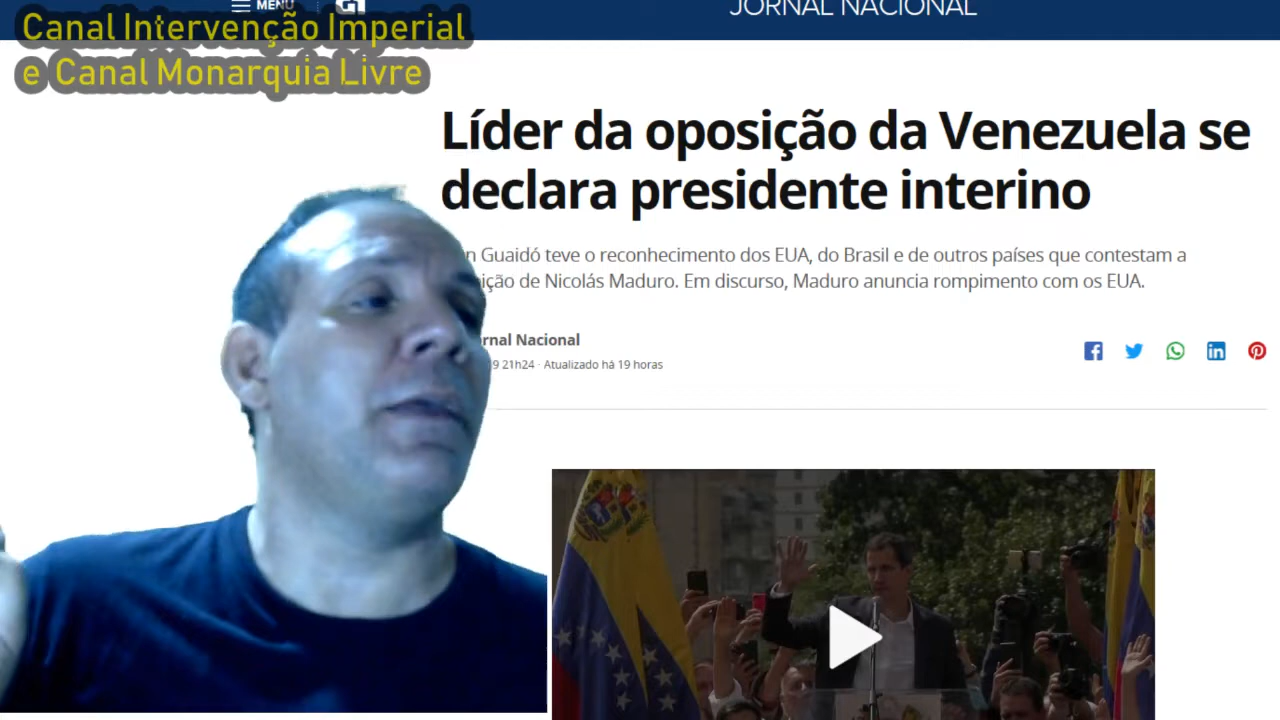 MENU
G1
JORNAL NACIONAL
Canal Intervenção Imperial
e Canal Monarquia Livre
Líder da oposição da Venezuela se
declara presidente interino
Guaidó teve o reconhecimento dos EUA, do Brasil e de outros países que contestam a
de Nicolás Maduro. Em discurso, Maduro anuncia rompimento com os EUA.
Nacional
21h24 · Atualizado há 19 horas